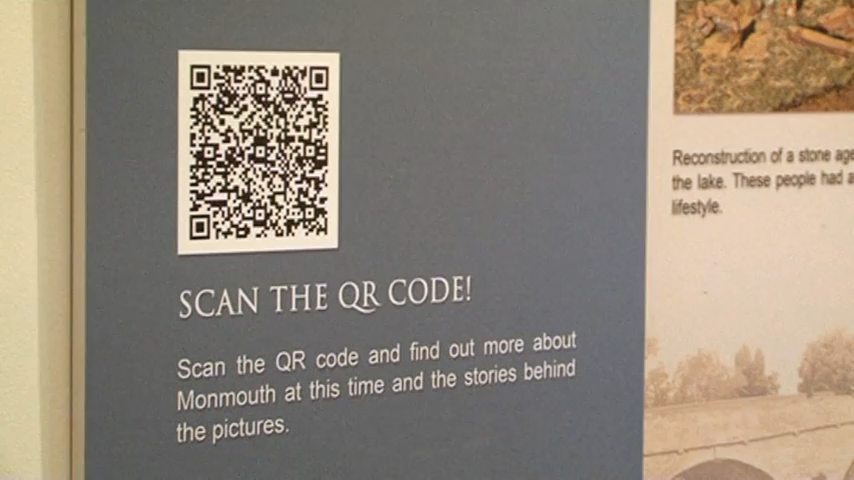 SCAN THE QR CODE!
Scan the QR code and find out more about
Monmouth at this time and the stories behind
the pictures.
Reconstruction of a stone age
the lake. These people had a
lifestyle.